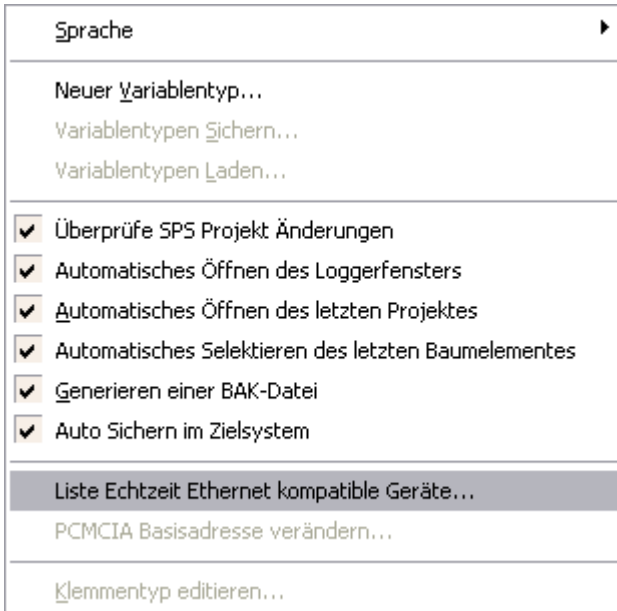 Sprache
Neuer Variablentyp...
Variablentypen Sichern...
Variablentypen Laden...
Überprüfe SPS Projekt Änderungen
Automatisches Öffnen des Loggerfensters
Automatisches Öffnen des letzten Projektes
Automatisches Selektieren des letzten Baumelementes
Generieren einer BAK-Datei
Auto Sichern im Zielsystem
Liste Echtzeit Ethernet kompatible Geräte...
PCMCIA Basisadresse verändern...
Klemmentyp editieren...